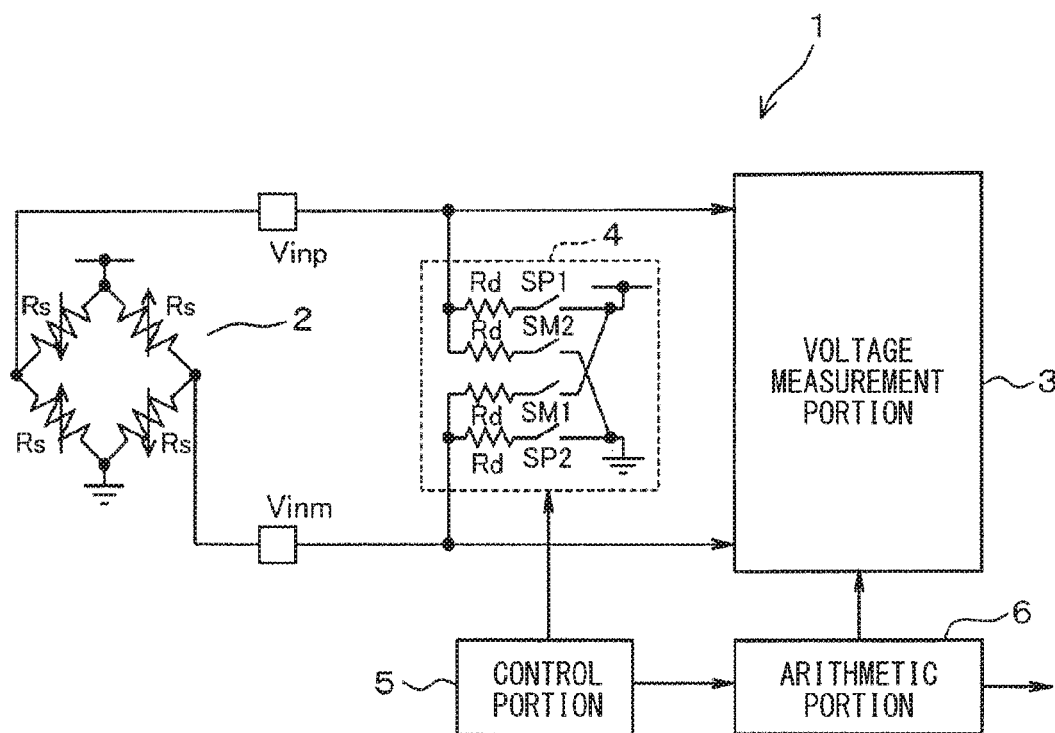 1
Vinp
4
Rd SP1
Rs Rs
2
Rd SM2
VOLTAGE
MEASUREMENT
PORTION
3
Rd SM1
Rs Rs
Rd SP2
Vinm
6
5
CONTROL
PORTION
ARITHMETIC
PORTION